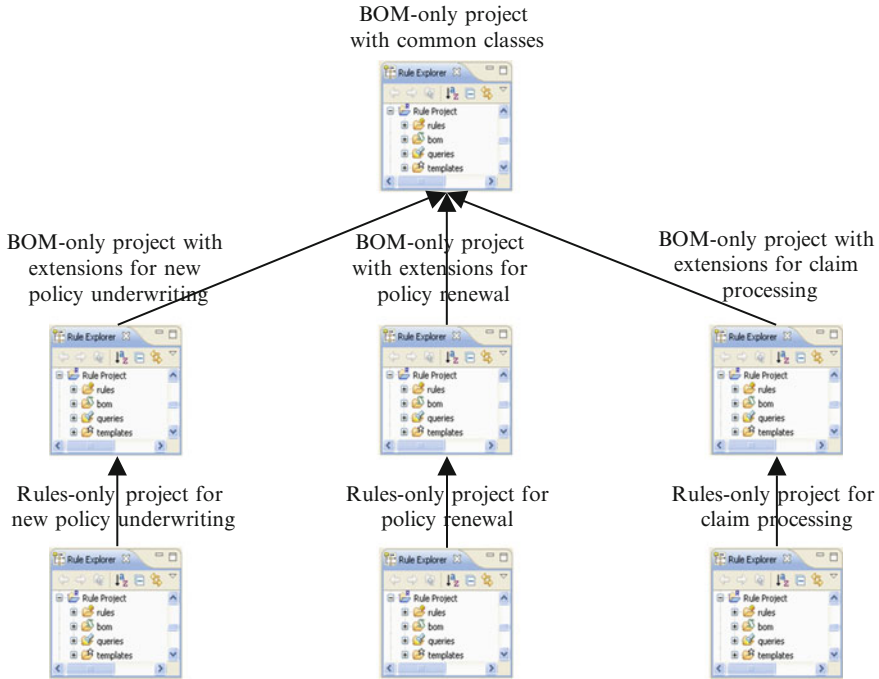 BOM-only project
with common classes
Rule Explorer
Rule Project
rules
bom
queries
templates
BOM-only project with
extensions for new
policy underwriting
BOM-only project
with extensions for
policy renewal
BOM-only project with
extensions for claim
processing
Rule Explorer
Rule Project
rules
bom
queries
templates
Rule Explorer
Rule Project
rules
bom
queries
templates
Rule Explorer
Rule Project
rules
bom
queries
templates
Rules-only project for
new policy underwriting
Rules-only project for
policy renewal
Rules-only project for
claim processing
Rule Explorer
Rule Project
rules
bom
queries
templates
Rule Explorer
Rule Project
rules
bom
queries
templates
Rule Explorer
Rule Project
rules
bom
queries
templates